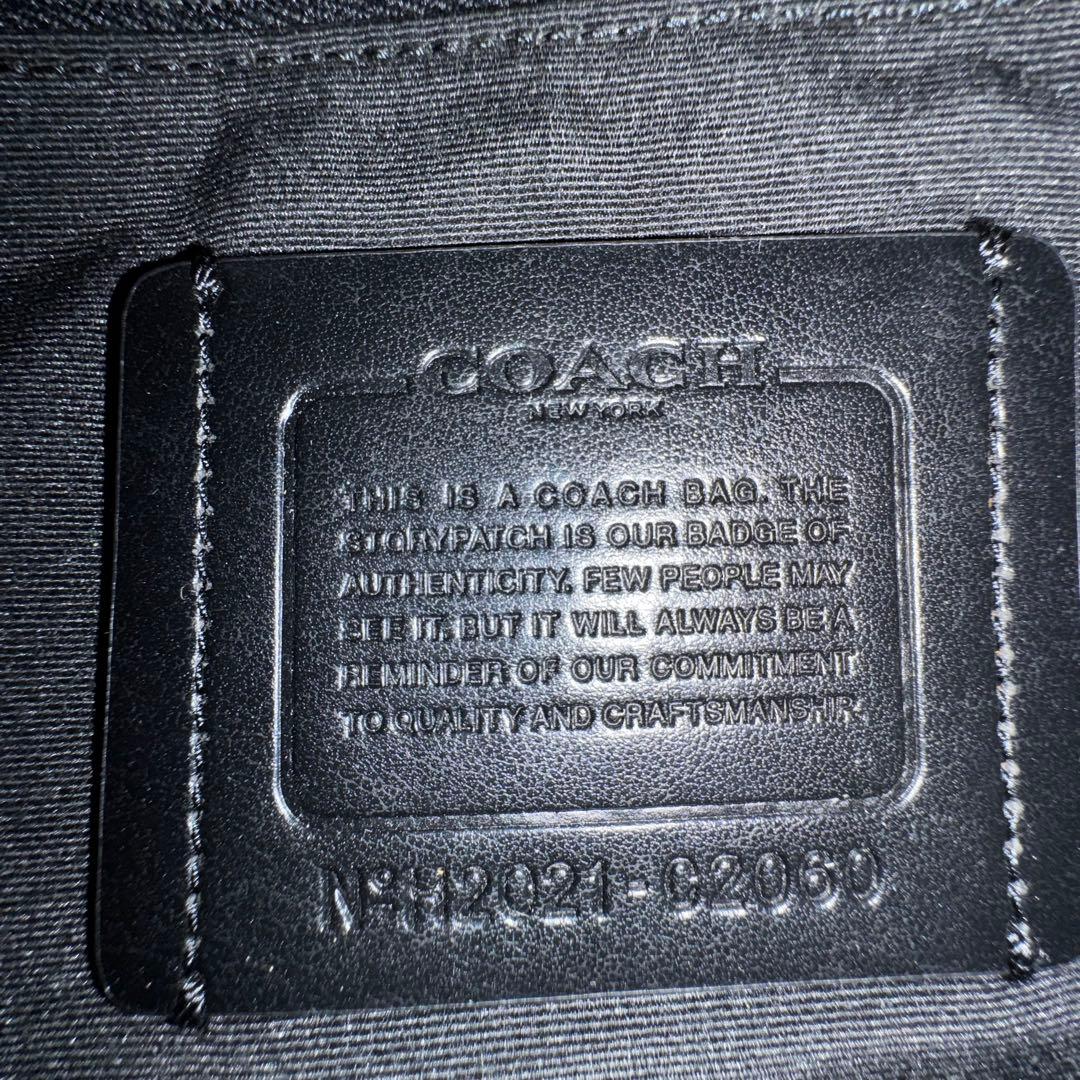 COACH
NEW YORK
THIS IS A COACH BAG. THE
STORYPATCH IS OUR BADGE OF
AUTHENTICITY. FEW PEOPLE MAY
SEE IT, BUT IT WILL ALWAYS BE A
REMINDER OF OUR COMMITMENT
TO QUALITY AND CRAFTSMANSHIP.
Nº H2021-C2060